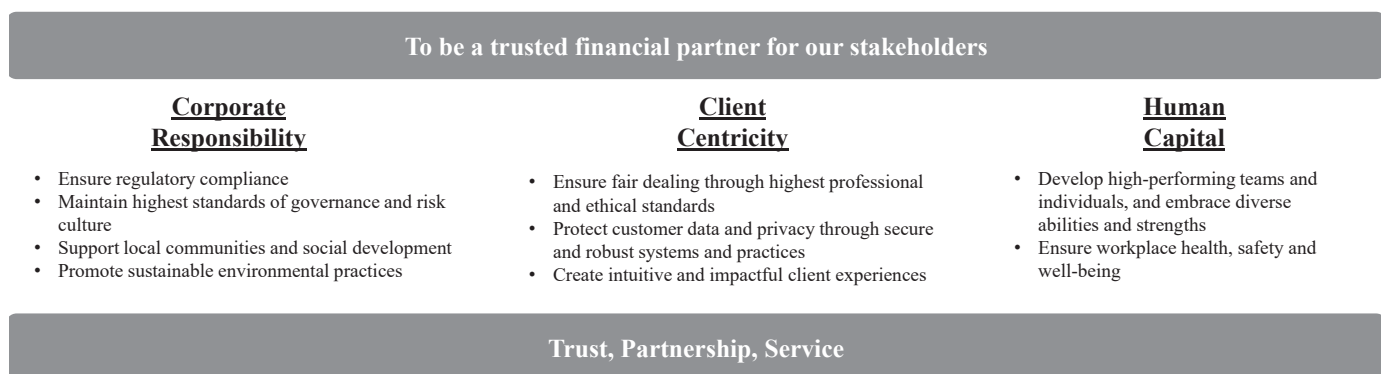 To be a trusted financial partner for our stakeholders
Corporate
Responsibility
• Ensure regulatory compliance
• Maintain highest standards of governance and risk
culture
• Support local communities and social development
• Promote sustainable environmental practices
Client
Centricity
• Ensure fair dealing through highest professional
and ethical standards
• Protect customer data and privacy through secure
and robust systems and practices
• Create intuitive and impactful client experiences
Human
Capital
• Develop high-performing teams and
individuals, and embrace diverse
abilities and strengths
• Ensure workplace health, safety and
well-being
Trust, Partnership, Service